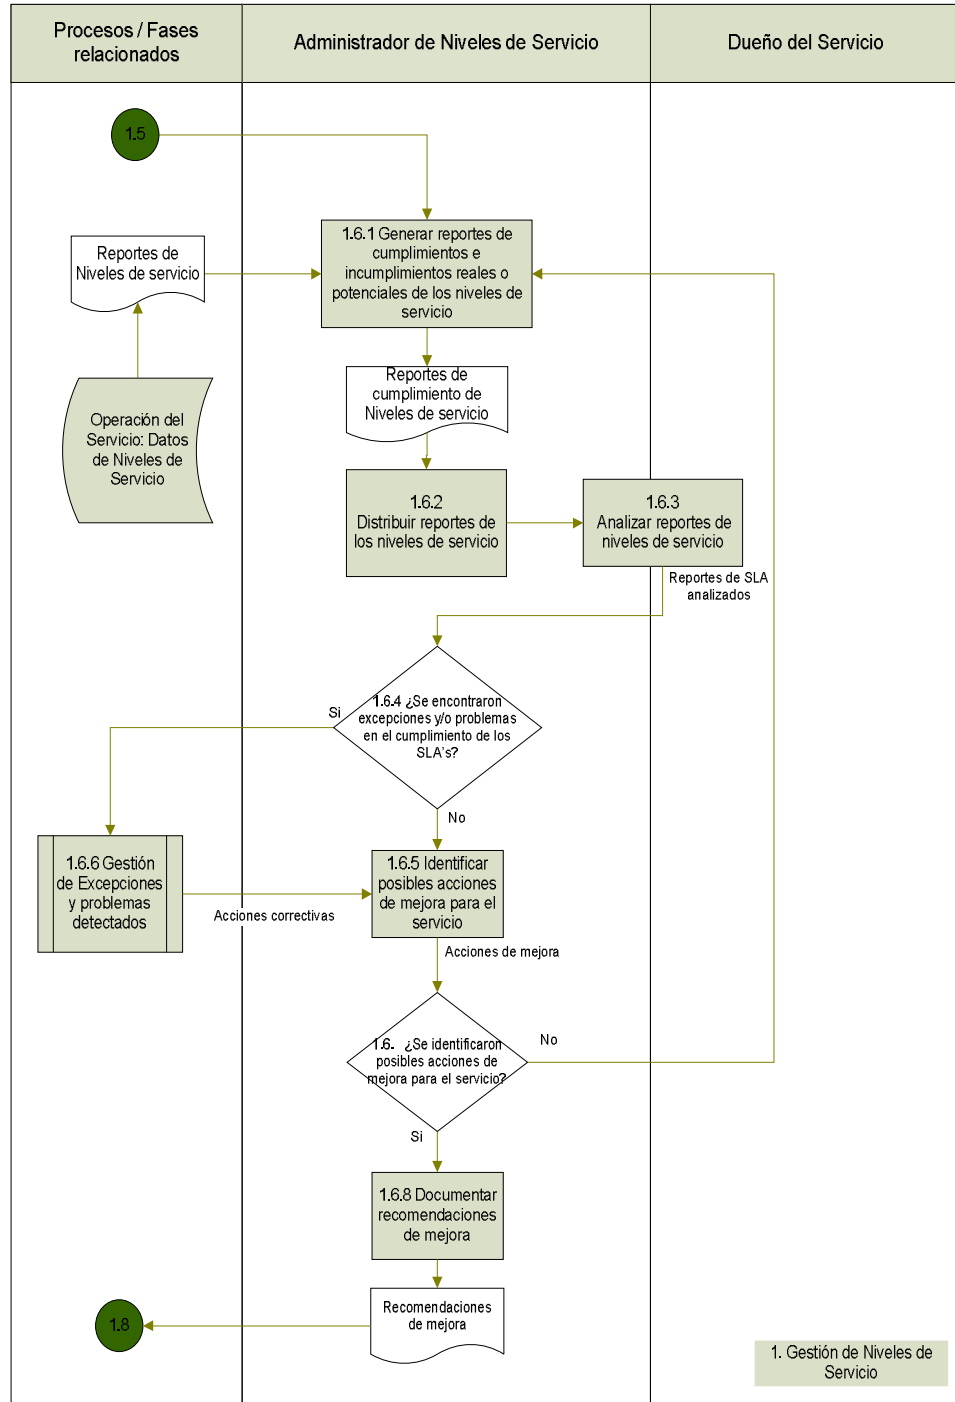 Procesos / Fases
relacionados
Administrador de Niveles de Servicio
Dueño del Servicio
1.5
1.6.1 Generar reportes de
cumplimientos e
incumplimientos reales o
potenciales de los niveles de
servicio
Reportes de
Niveles de servicio
Reportes de
cumplimiento de
Niveles de servicio
Operación del
Servicio: Datos
de Niveles de
Servicio
1.6.2
Distribuir reportes de
los niveles de servicio
1.6.3
Analizar reportes de
niveles de servicio
Reportes de SLA
analizados
1.6.4 ¿Se encontraron
excepciones y/o problemas
en el cumplimiento de los
SLA's?
Si
No
1.6.6 Gestión
de Excepciones
y problemas
detectados
Acciones correctivas
1.6.5 Identificar
posibles acciones
de mejora para el
servicio
Acciones de mejora
1.6. ¿Se identificaron
posibles acciones de
mejora para el servicio?
No
Si
1.6.8 Documentar
recomendaciones
de mejora
Recomendaciones
de mejora
1.8
1. Gestión de Niveles de
Servicio